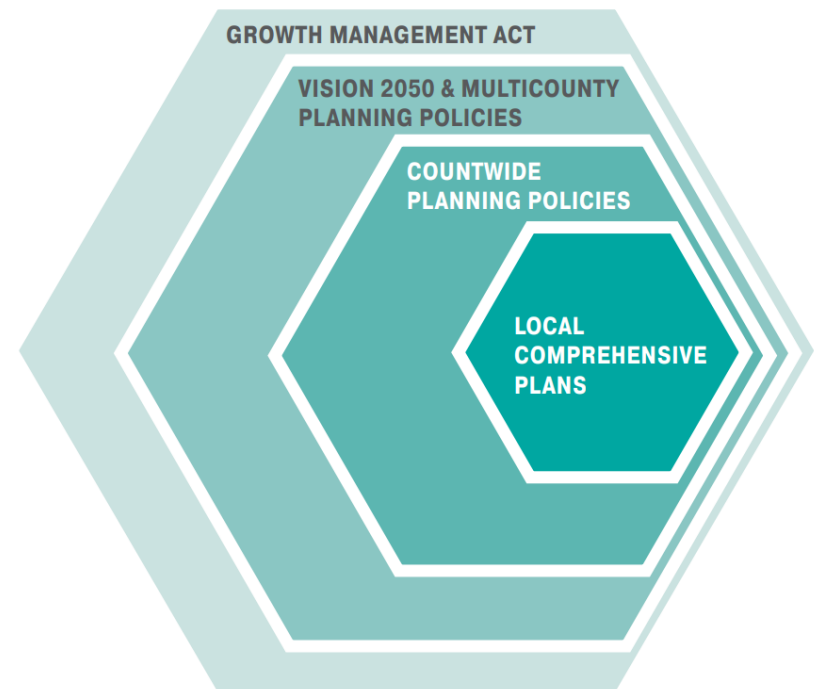 GROWTH MANAGEMENT ACT
VISION 2050 & MULTICOUNTY
PLANNING POLICIES
COUNTWIDE
PLANNING POLICIES
LOCAL
COMPREHENSIVE
PLANS